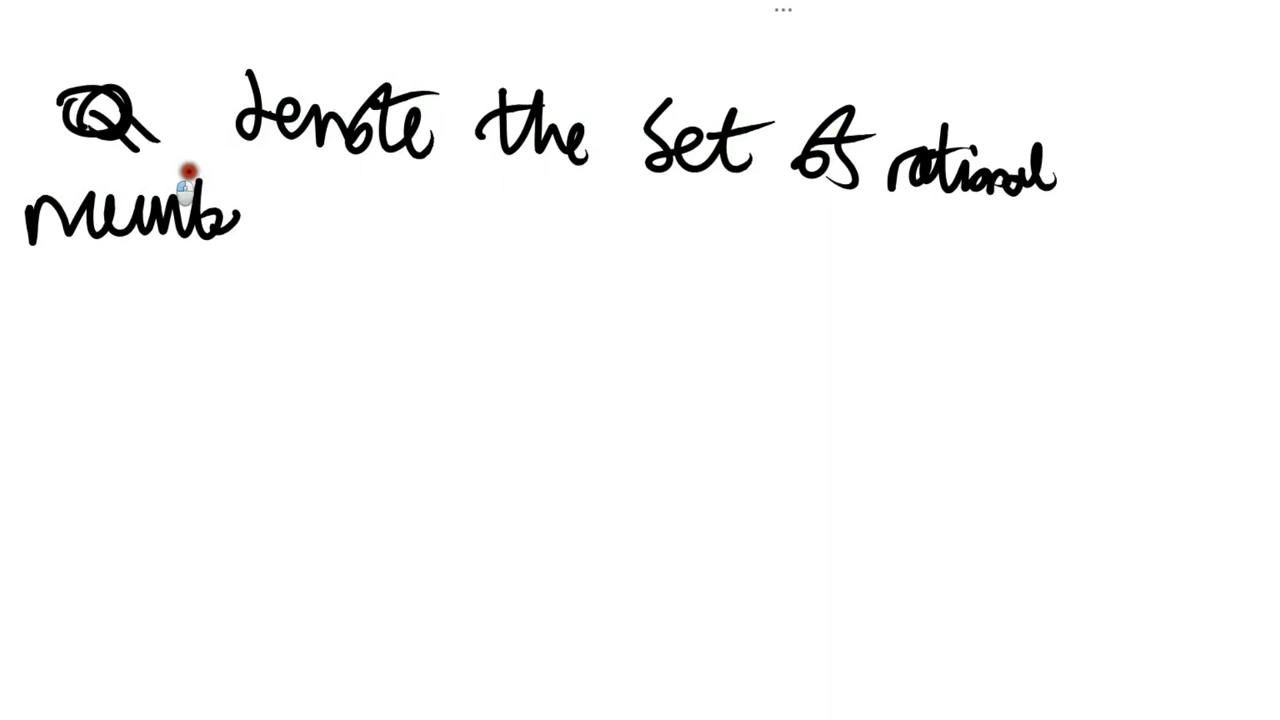 Q denote the set of rational
numb